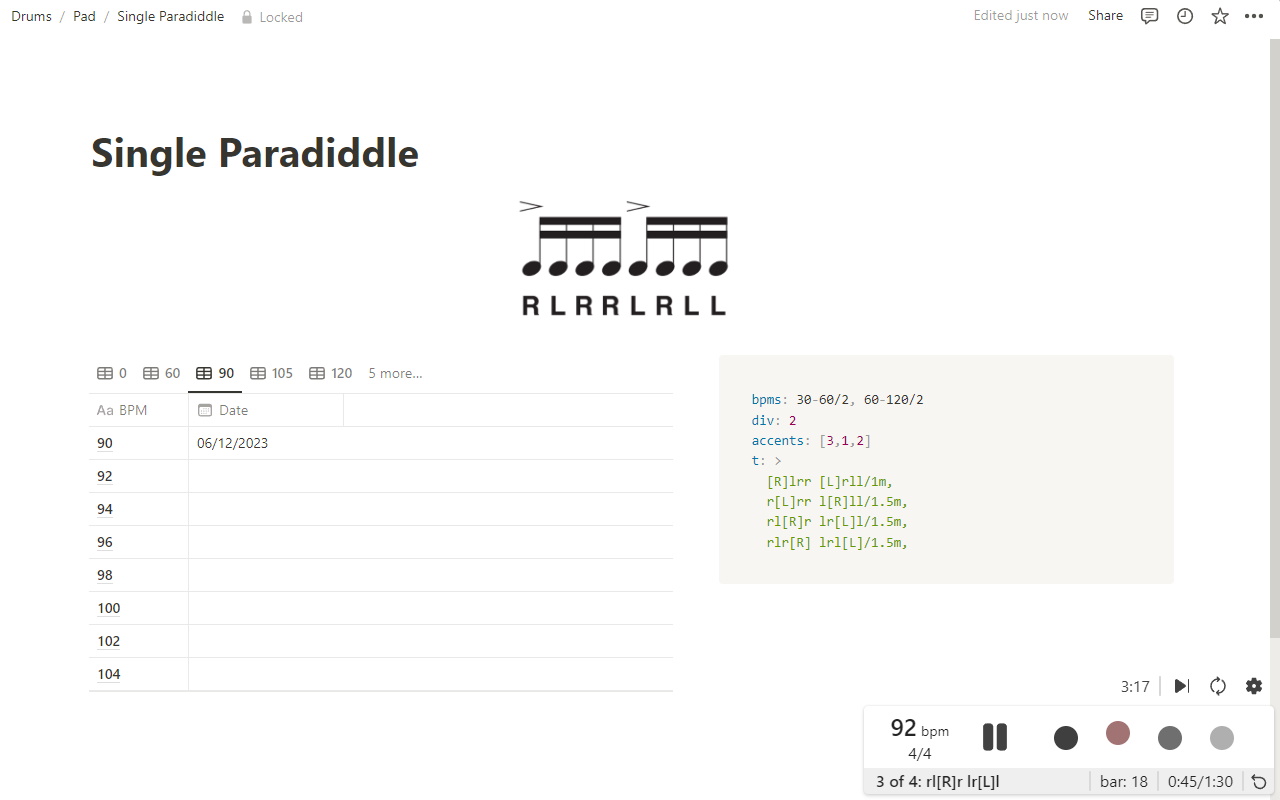 Drums / Pad / Single Paradiddle Locked Edited just now Share
Single Paradiddle
R L R R L R L L
0 60 90 105 120 5 more...
Aa BPM Date
90 06/12/2023
92
94
96
98
100
102
104
bpms: 30-60/2, 60-120/2
div: 2
accents: [3,1,2]
t: >
[R]lrr [L]rll/1m,
r[L]rr l[R]ll/1.5m,
rl[R]r lr[L]l/1.5m,
rlr[R] lrl[L]/1.5m,
3:17
92 bpm
4/4
3 of 4: rl[R]r lr[L]l bar: 18 0:45/1:30